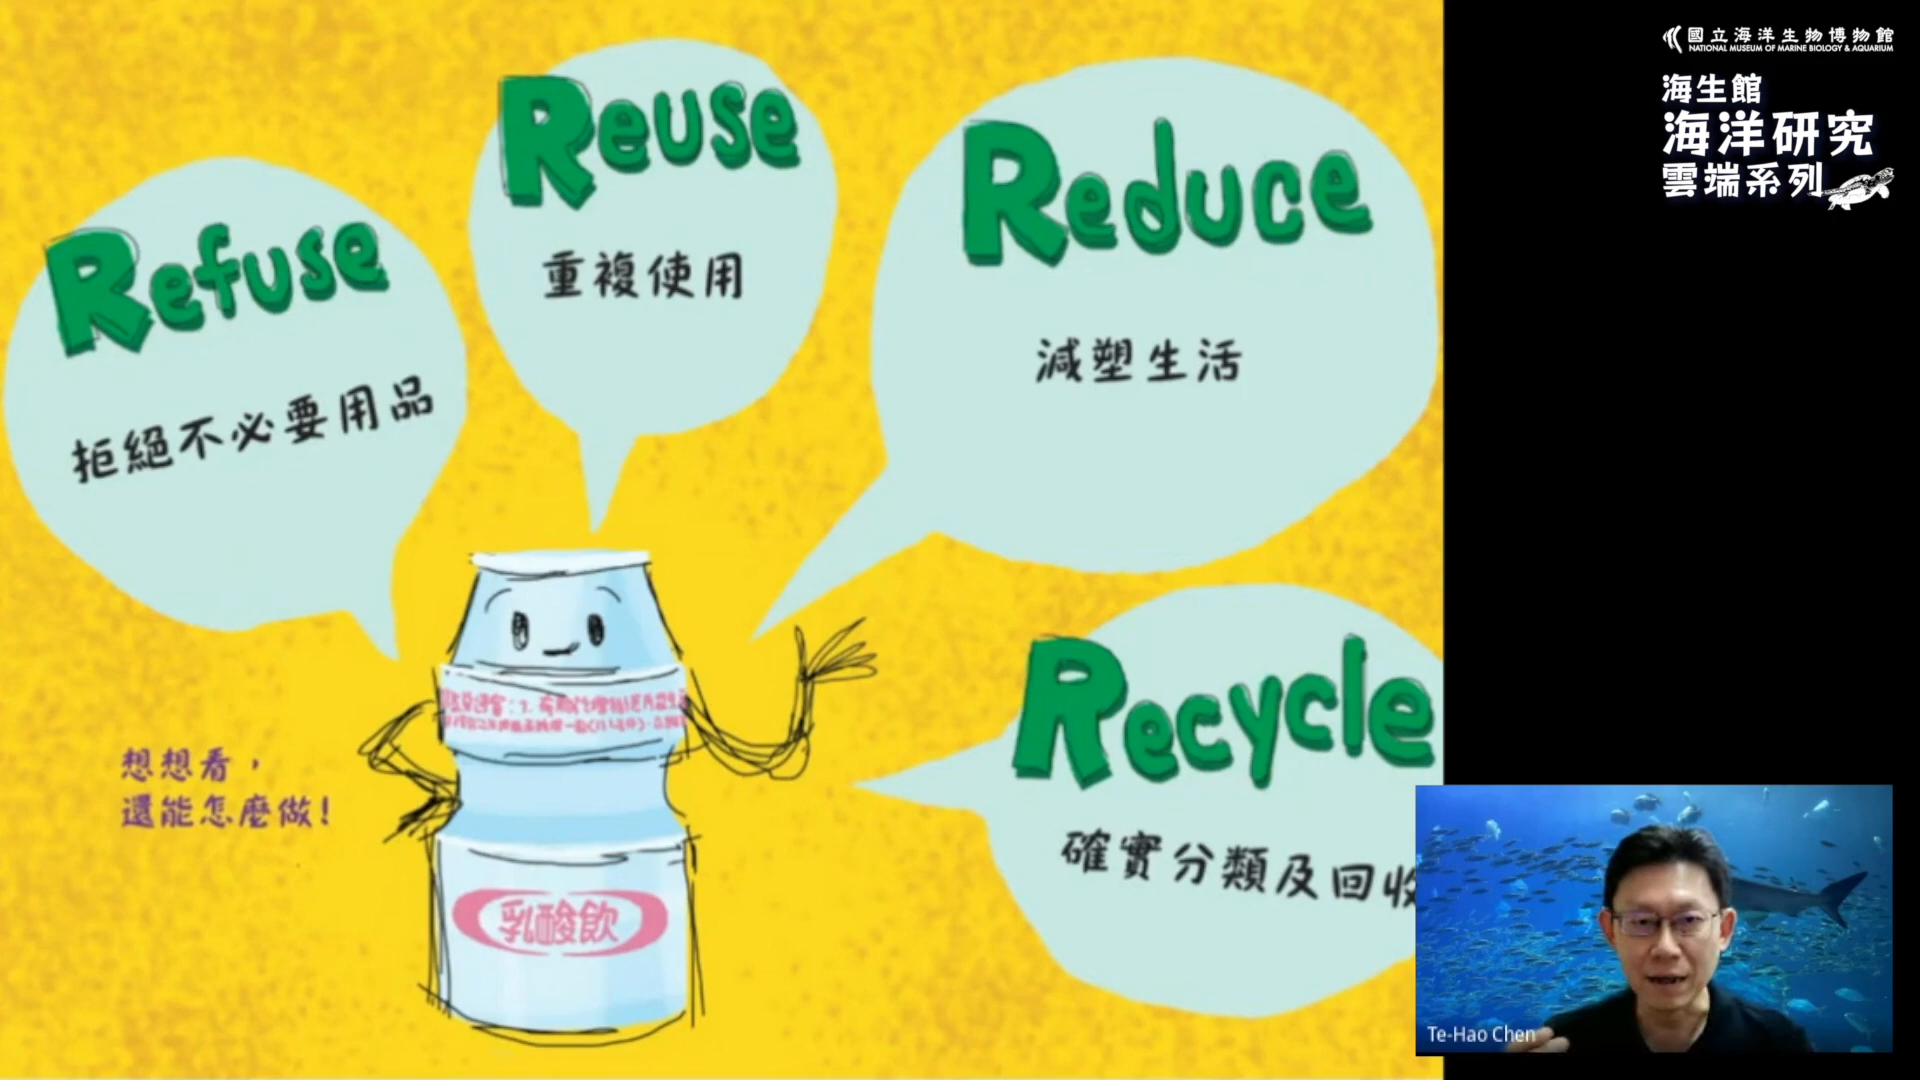 Refuse
拒絕不必要用品
Reuse
重複使用
Reduce
減塑生活
Recycle
確實分類及回收
想想看，
還能怎麼做！
乳酸飲
國立海洋生物博物館
NATIONAL MUSEUM OF MARINE BIOLOGY & AQUARIUM
海生館
海洋研究
雲端系列
Te-Hao Chen